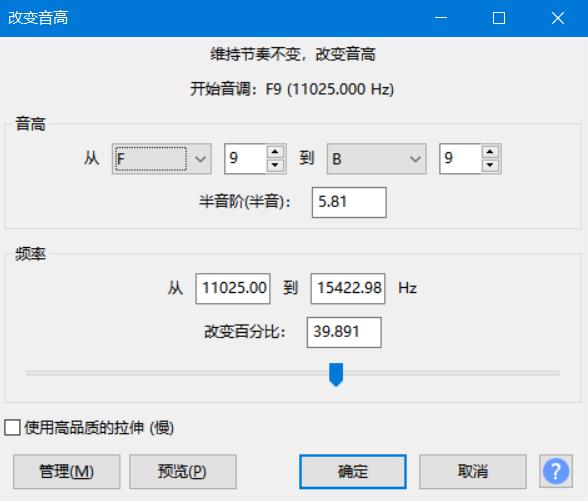 改变音高
维持节奏不变，改变音高
开始音调：F9 (11025.000 Hz)
音高
从 F 9 到 B 9
半音阶(半音)： 5.81
频率
从 11025.00 到 15422.98 Hz
改变百分比： 39.891
使用高品质的拉伸 (慢)
管理(M) 预览(P) 确定 取消 ?